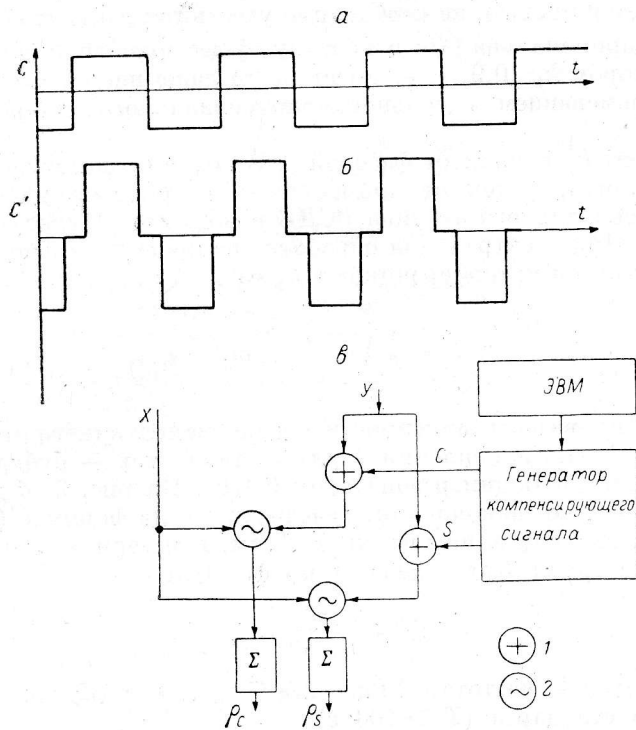 а
C
t
б
C'
t
в
X
У
ЭВМ
C
Генератор
компенсирующего
сигнала
S
+
+
~
~
Σ
Σ
ρc
ρs
+ 1
~ 2